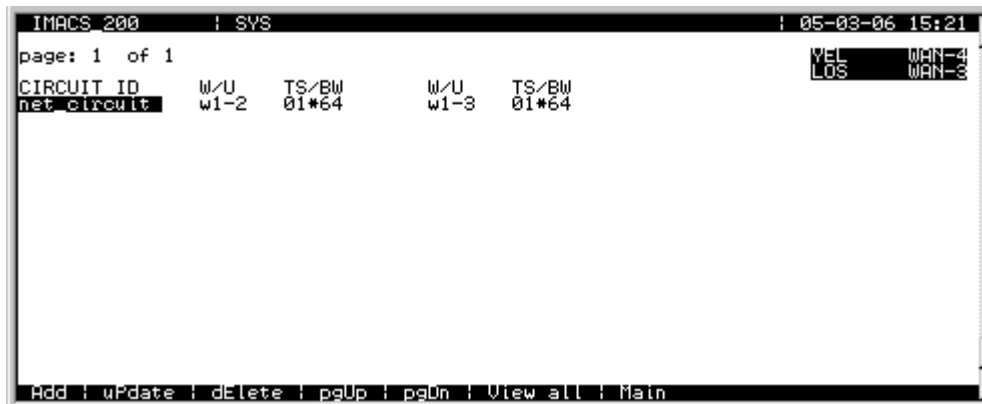 IMACS_200 | SYS | 05-03-06 15:21
page: 1 of 1 YEL WAN-4
LOS WAN-3
CIRCUIT ID W/U TS/BW W/U TS/BW
net_circuit w1-2 01*64 w1-3 01*64
Add | uPdate | dElete | pgUp | pgDn | View all | Main